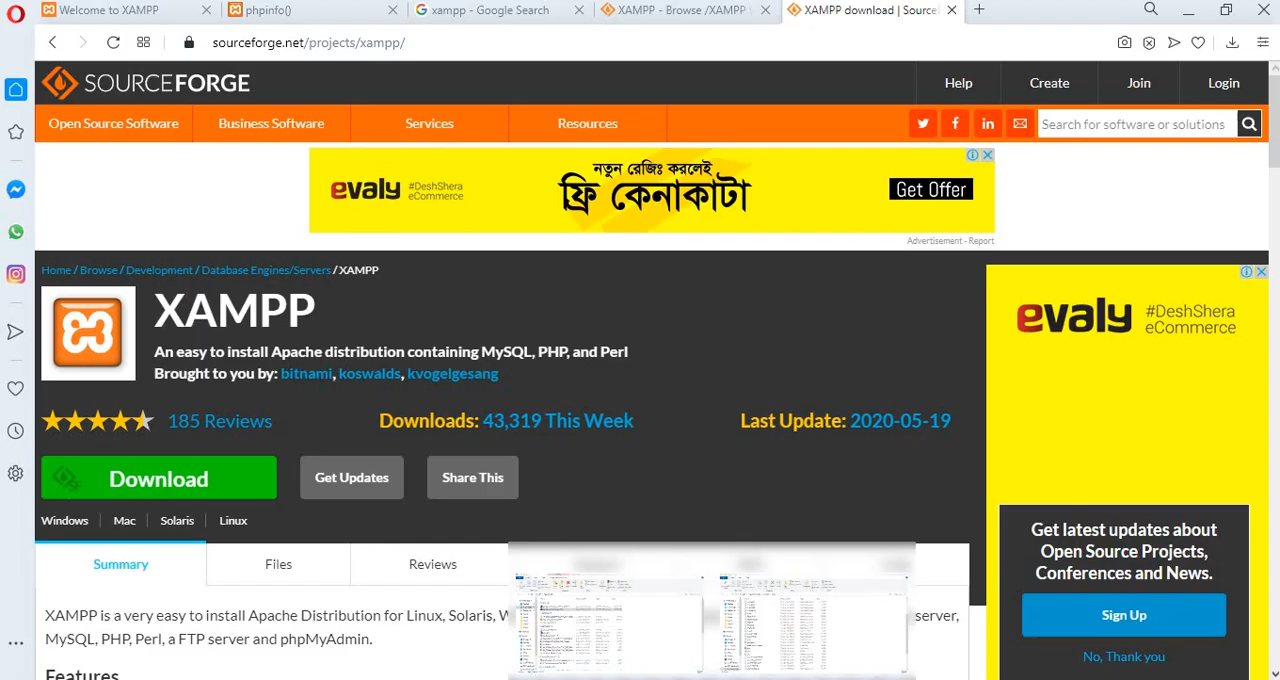 Welcome to XAMPP
phpinfo()
xampp - Google Search
XAMPP - Browse /XAMPP
XAMPP download | Source
sourceforge.net/projects/xampp/
SOURCEFORGE
Help
Create
Join
Login
Open Source Software
Business Software
Services
Resources
Search for software or solutions
evaly
#DeshShera
eCommerce
নতুন রেজিঃ করলেই
ফ্রি কেনাকাটা
Get Offer
Advertisement - Report
Home / Browse / Development / Database Engines/Servers / XAMPP
XAMPP
An easy to install Apache distribution containing MySQL, PHP, and Perl
Brought to you by: bitnami, koswalds, kvogelgesang
185 Reviews
Downloads: 43,319 This Week
Last Update: 2020-05-19
Download
Get Updates
Share This
Windows
Mac
Solaris
Linux
Summary
Files
Reviews
XAMPP is a very easy to install Apache Distribution for Linux, Solaris, W
server,
MySQL, PHP, Perl, a FTP server and phpMyAdmin.
Features
evaly
#DeshShera
eCommerce
Get latest updates about
Open Source Projects,
Conferences and News.
Sign Up
No, Thank you